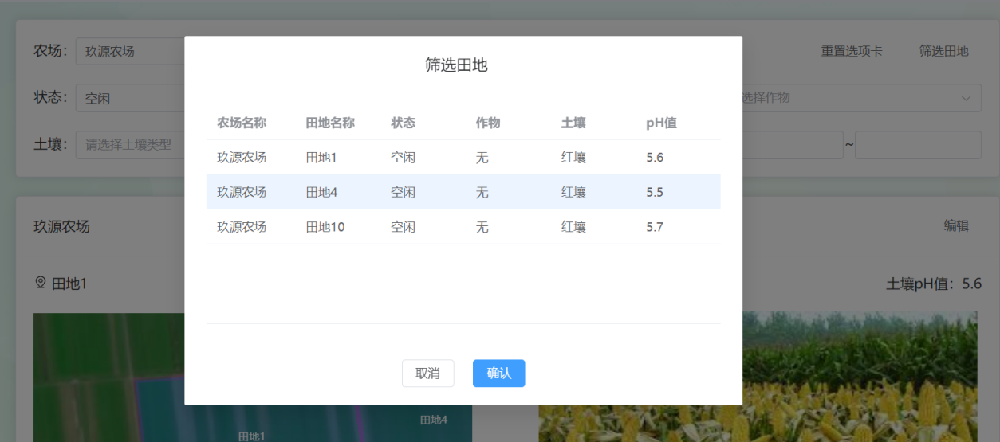 农场： 玖源农场 重置选项卡 筛选田地
筛选田地
状态： 空闲 选择作物
农场名称 田地名称 状态 作物 土壤 pH值
土壤： 请选择土壤类型 ~
玖源农场 田地1 空闲 无 红壤 5.6
玖源农场 田地4 空闲 无 红壤 5.5
玖源农场 田地10 空闲 无 红壤 5.7
玖源农场 编辑
田地1 土壤pH值：5.6
取消 确认
田地4
田地1